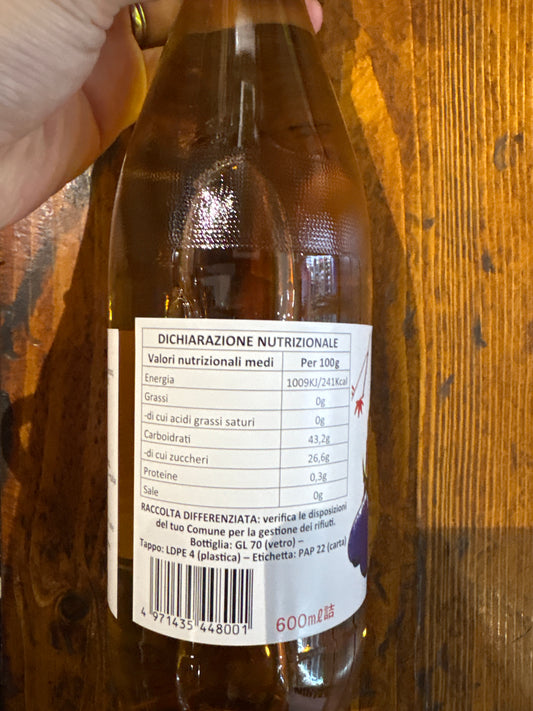 DICHIARAZIONE NUTRIZIONALE
Valori nutrizionali medi Per 100g
Energia 1009KJ/241Kcal
Grassi 0g
-di cui acidi grassi saturi 0g
Carboidrati 43,2g
-di cui zuccheri 26,6g
Proteine 0,3g
Sale 0g
RACCOLTA DIFFERENZIATA: verifica le disposizioni
del tuo Comune per la gestione dei rifiuti.
Bottiglia: GL 70 (vetro) –
Tappo: LDPE 4 (plastica) – Etichetta: PAP 22 (carta)
4 971435 448001
600mℓ詰